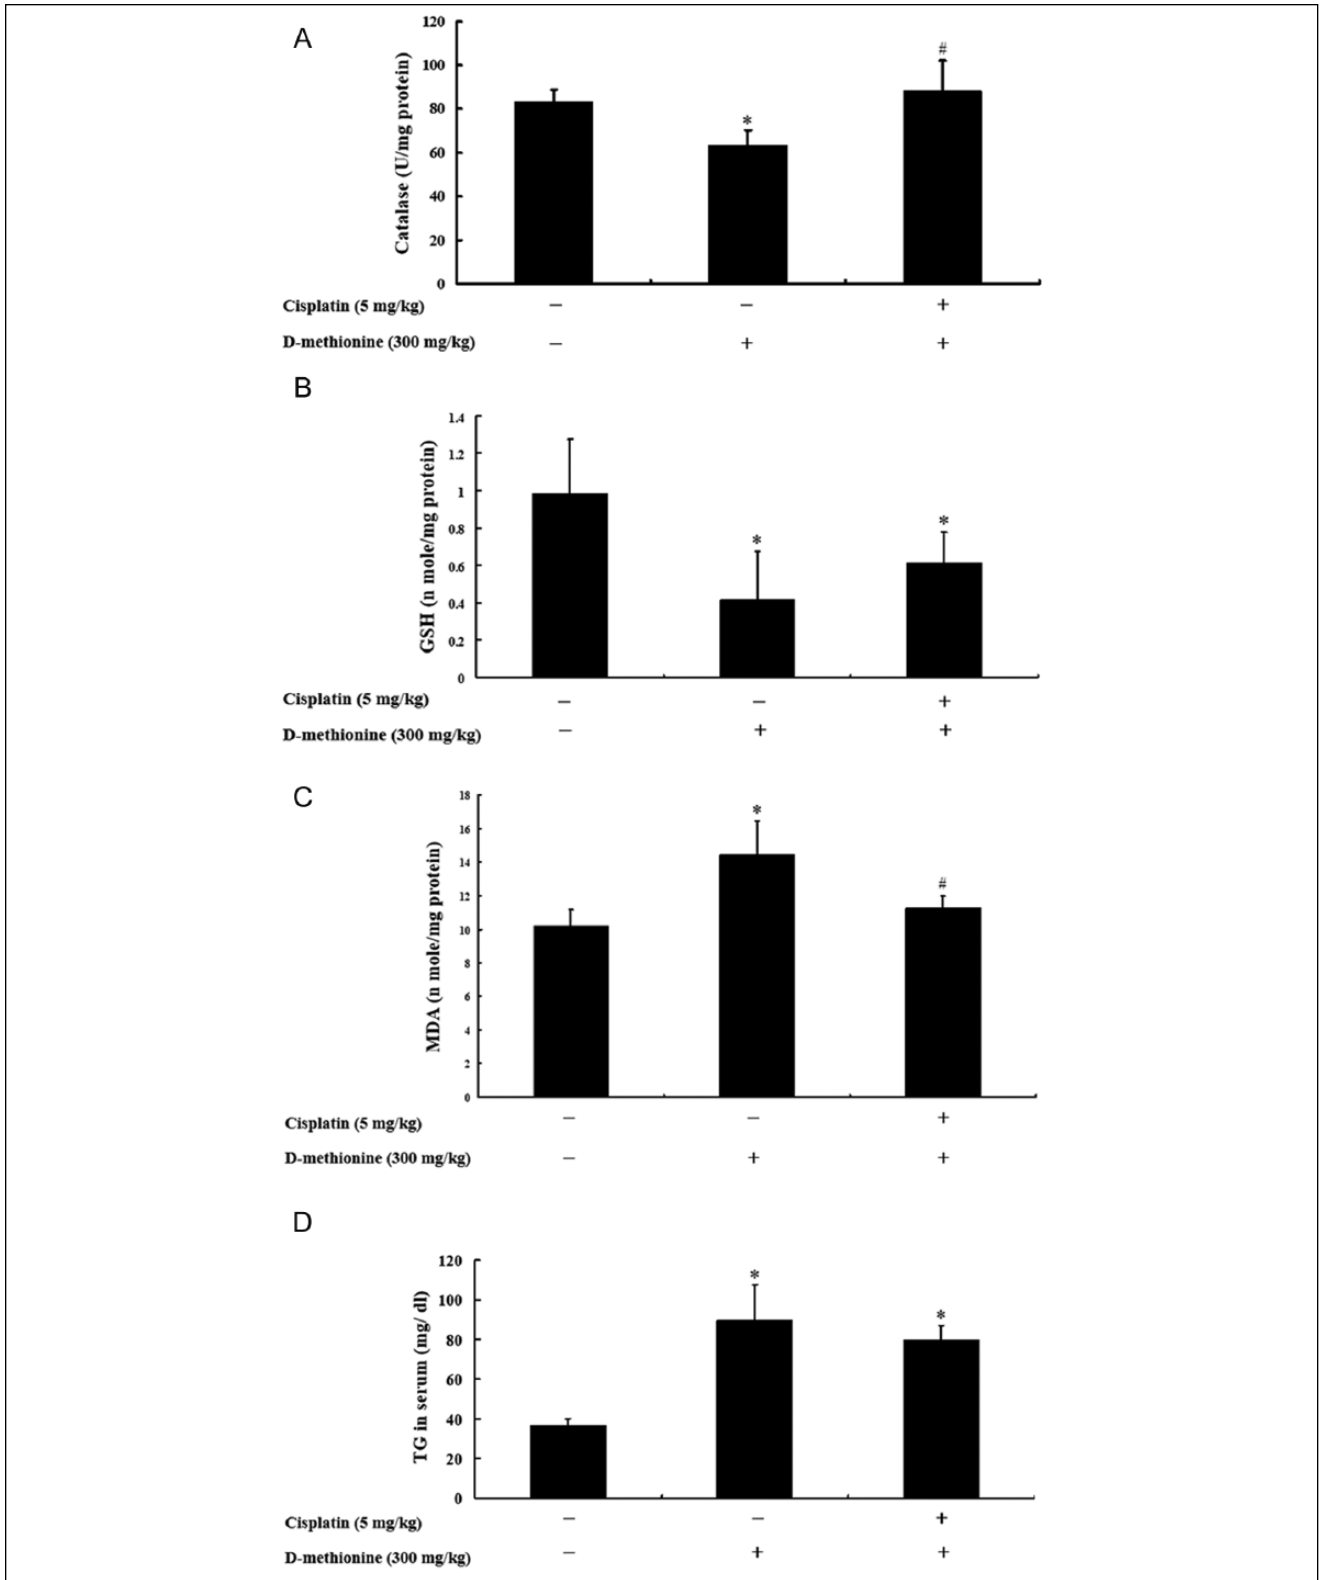 A
120
100
80
60
40
20
0
Catalase (U/mg protein)
*
#
Cisplatin (5 mg/kg) − − +
D-methionine (300 mg/kg) − + +
B
1.4
1.2
1
0.8
0.6
0.4
0.2
0
GSH (n mole/mg protein)
*
*
Cisplatin (5 mg/kg) − − +
D-methionine (300 mg/kg) − + +
C
18
16
14
12
10
8
6
4
2
0
MDA (n mole/mg protein)
*
#
Cisplatin (5 mg/kg) − − +
D-methionine (300 mg/kg) − + +
D
120
100
80
60
40
20
0
TG in serum (mg/ dl)
*
*
Cisplatin (5 mg/kg) − − +
D-methionine (300 mg/kg) − + +